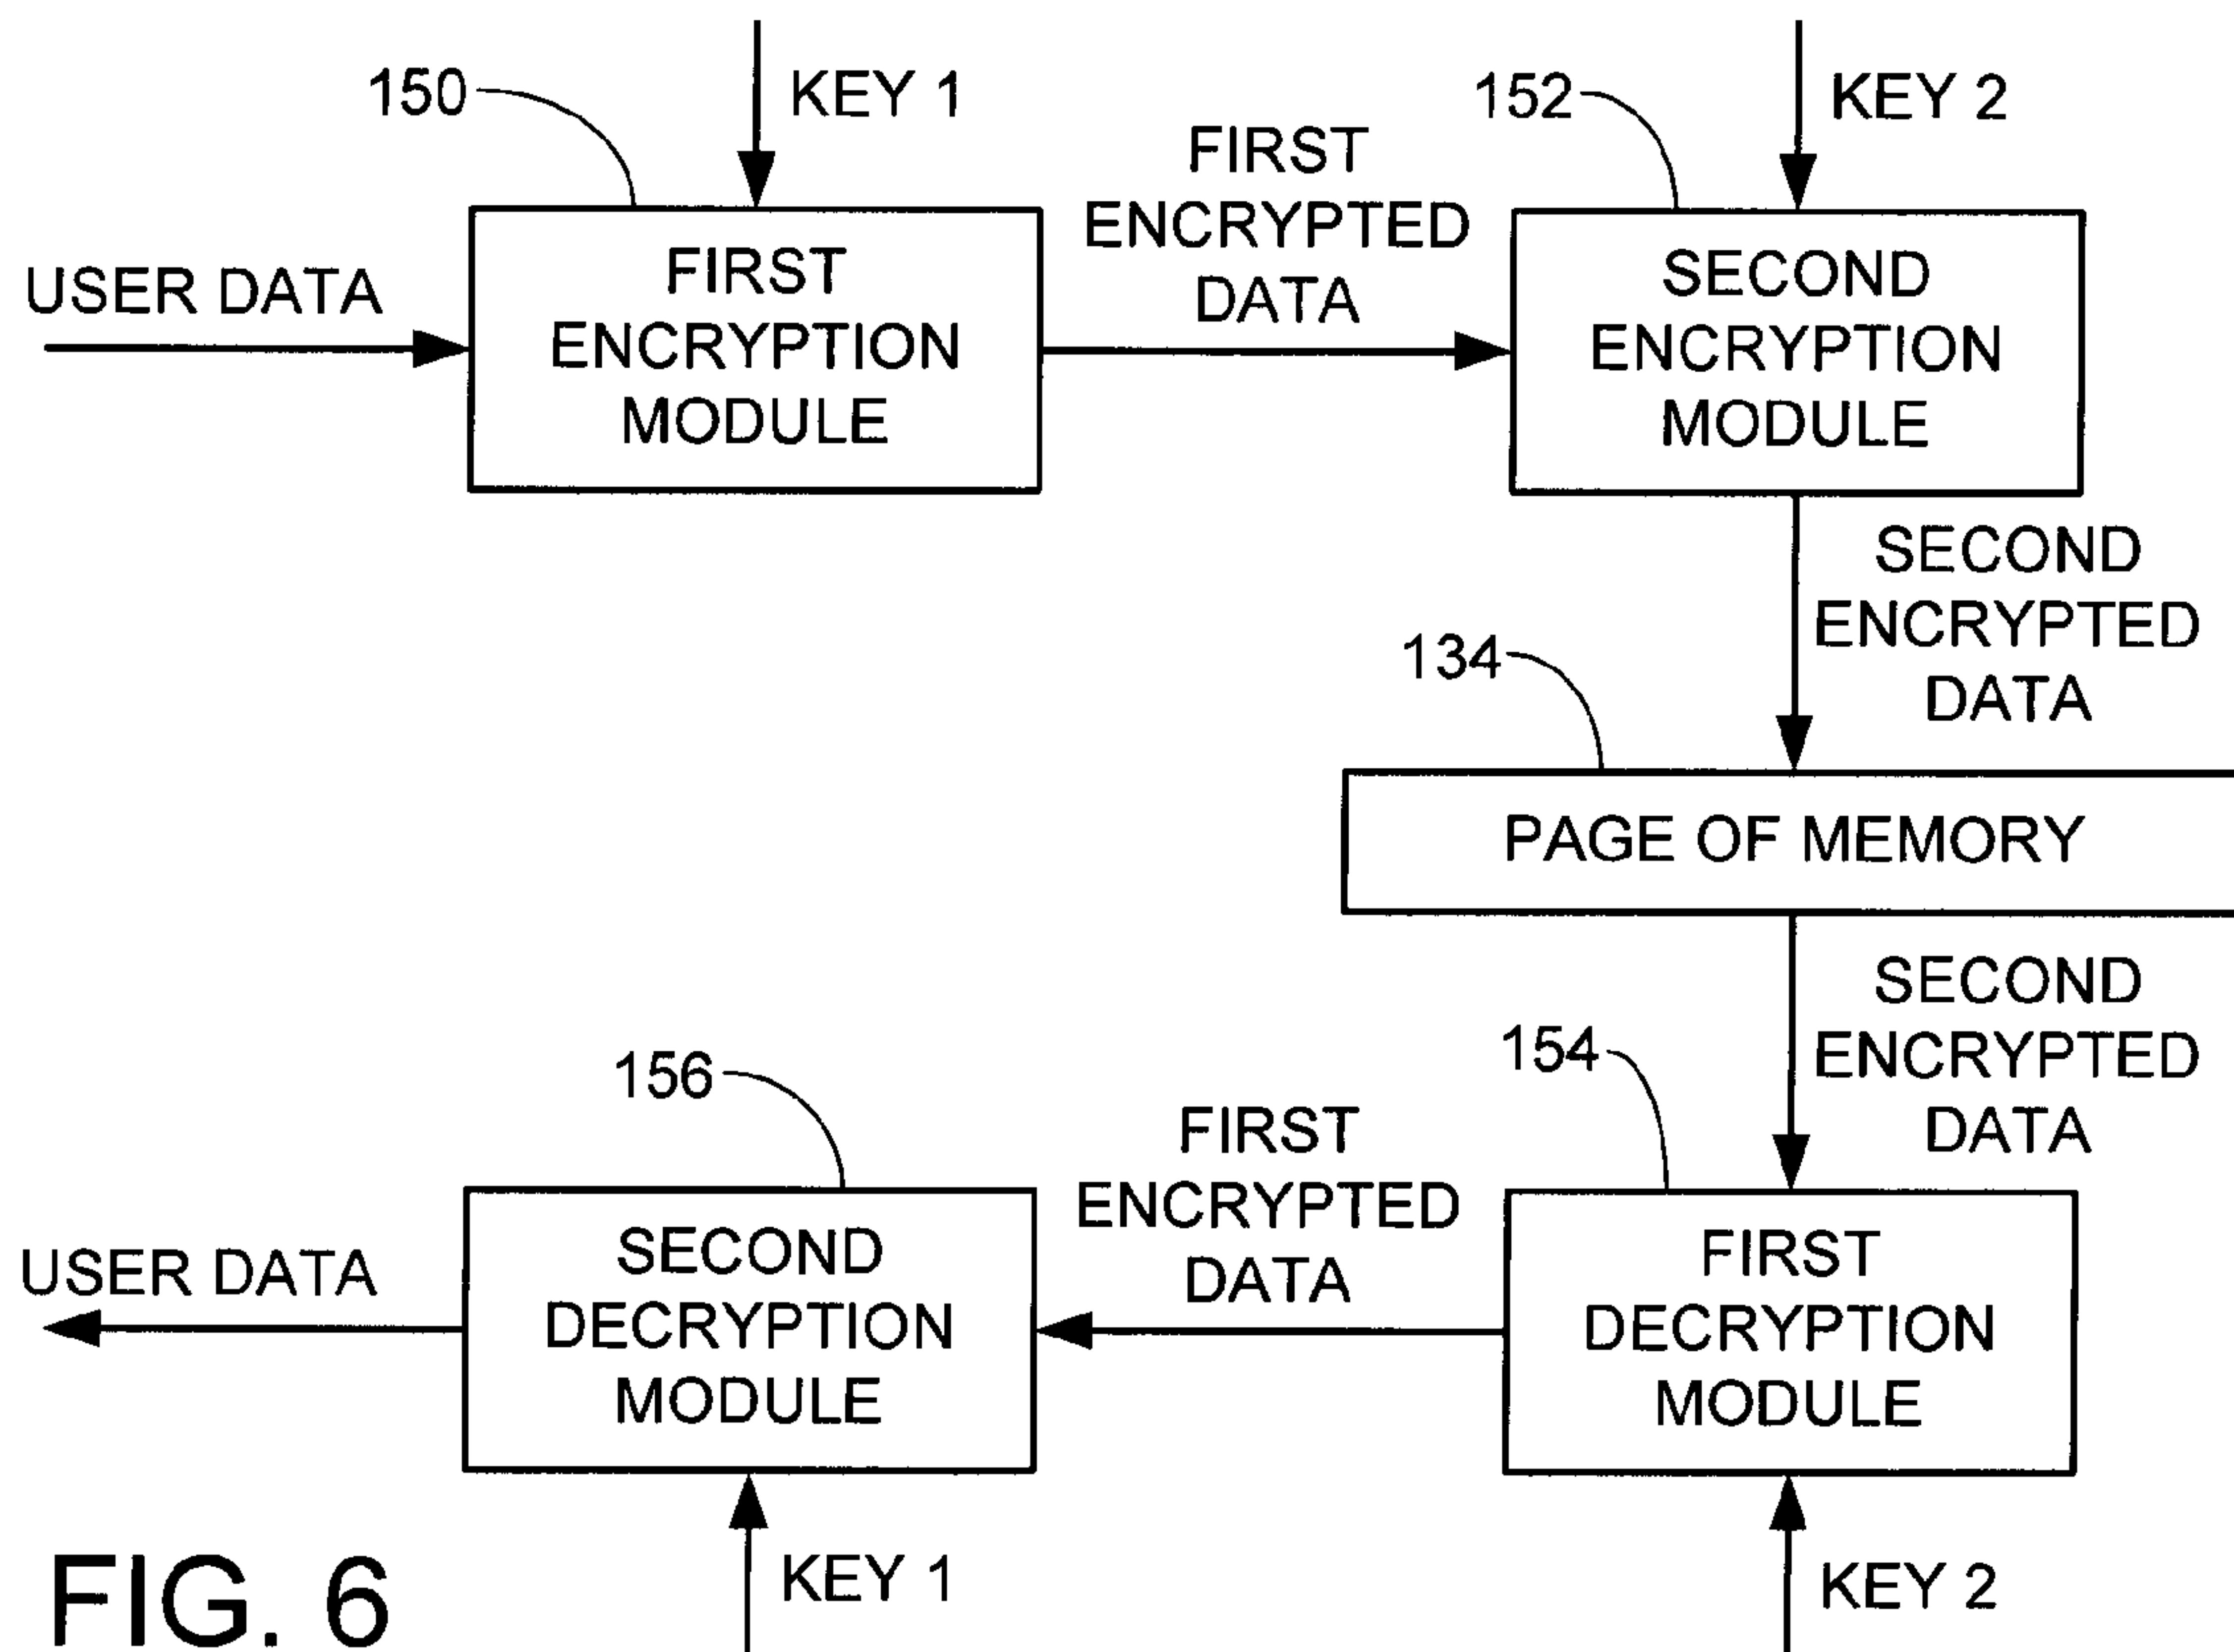 150
KEY 1
152
KEY 2
USER DATA
FIRST
ENCRYPTION
MODULE
FIRST
ENCRYPTED
DATA
SECOND
ENCRYPTION
MODULE
SECOND
ENCRYPTED
DATA
134
PAGE OF MEMORY
SECOND
ENCRYPTED
DATA
154
FIRST
DECRYPTION
MODULE
KEY 2
FIRST
ENCRYPTED
DATA
156
SECOND
DECRYPTION
MODULE
KEY 1
USER DATA
FIG. 6